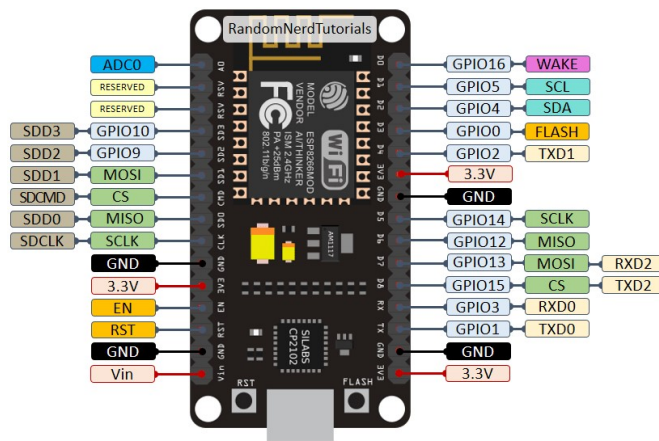 RandomNerdTutorials
ADC0
RESERVED
RESERVED
SDD3 GPIO10
SDD2 GPIO9
SDD1 MOSI
SDCMD CS
SDD0 MISO
SDCLK SCLK
GND
3.3V
EN
RST
GND
Vin
A0
RSV
RSV
SD3
SD2
SD1
CMD
SD0
CLK
GND
3V3
EN
RST
GND
Vin
MODEL ESP8266MOD
VENDOR AI/THINKER
ISM 2.4GHz
PA +25dBm
802.11b/g/n
FC
WiFi
AM1117
SILABS
CP2102
RST
FLASH
D0
D1
D2
D3
D4
3V3
GND
D5
D6
D7
D8
RX
TX
GND
3V3
GPIO16 WAKE
GPIO5 SCL
GPIO4 SDA
GPIO0 FLASH
GPIO2 TXD1
3.3V
GND
GPIO14 SCLK
GPIO12 MISO
GPIO13 MOSI RXD2
GPIO15 CS TXD2
GPIO3 RXD0
GPIO1 TXD0
GND
3.3V